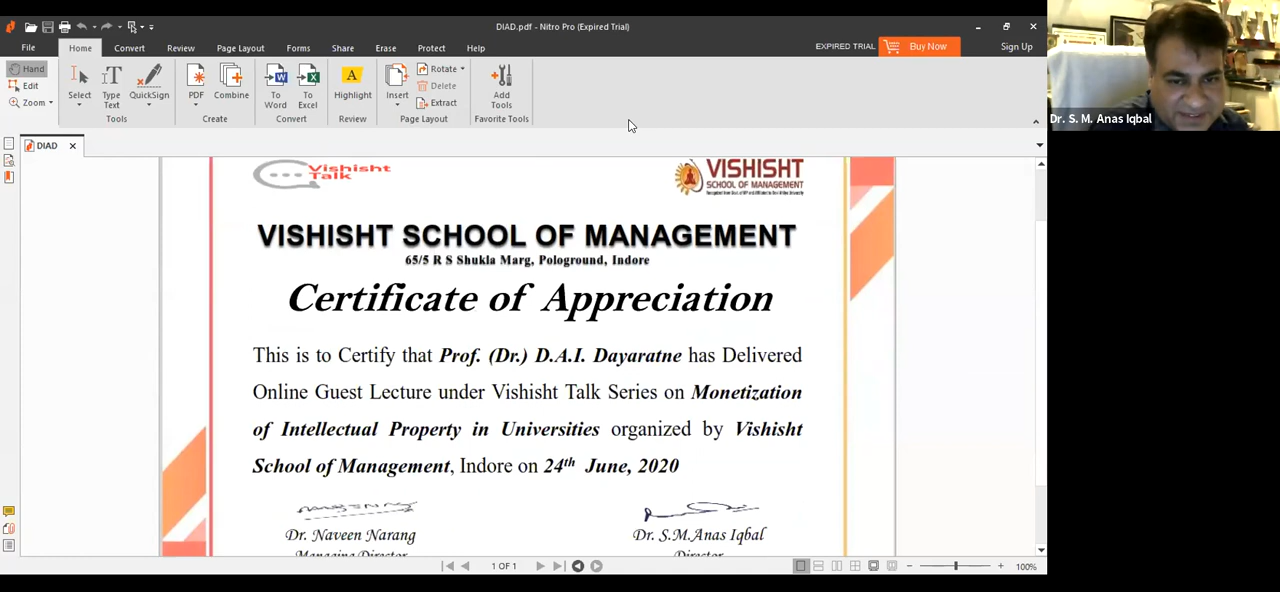 DIAD.pdf - Nitro Pro (Expired Trial)
File Home Convert Review Page Layout Forms Share Erase Protect Help
EXPIRED TRIAL Buy Now Sign Up
Hand
Edit
Zoom
Select
Type Text
QuickSign
Tools
PDF
Combine
Create
To Word
To Excel
Convert
Highlight
Review
Insert
Rotate
Delete
Extract
Page Layout
Add Tools
Favorite Tools
Dr. S. M. Anas Iqbal
DIAD
Vishisht
Talk
VISHISHT
SCHOOL OF MANAGEMENT
VISHISHT SCHOOL OF MANAGEMENT
65/5 R S Shukla Marg, Pologround, Indore
Certificate of Appreciation
This is to Certify that Prof. (Dr.) D.A.I. Dayaratne has Delivered
Online Guest Lecture under Vishisht Talk Series on Monetization
of Intellectual Property in Universities organized by Vishisht
School of Management, Indore on 24th June, 2020
Dr. Naveen Narang
Managing Director
Dr. S.M.Anas Iqbal
Director
1 OF 1
100%